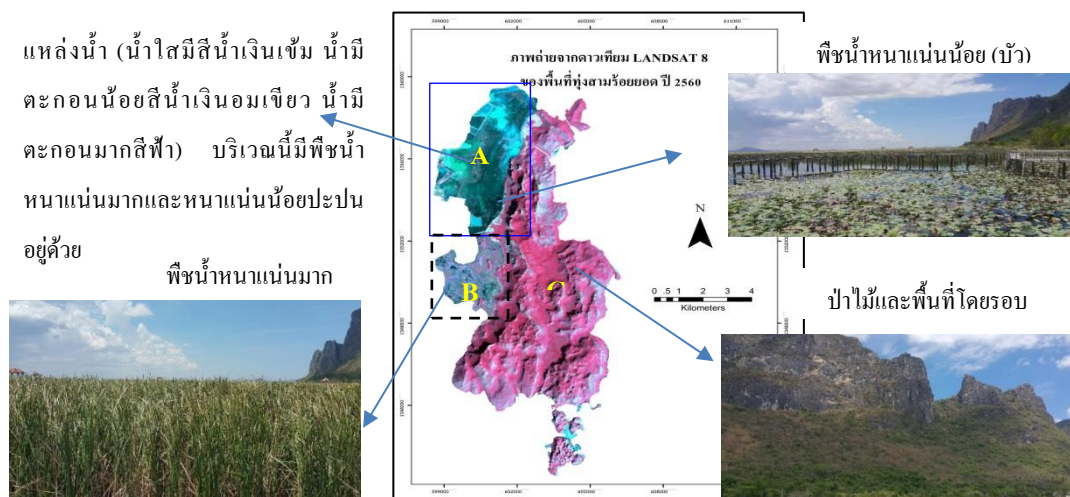 แหล่งน้ำ (น้ำใสมีสีน้ำเงินเข้ม น้ำมี
ตะกอนน้อยสีน้ำเงินอมเขียว น้ำมี
ตะกอนมากสีฟ้า) บริเวณนี้มีพืชน้ำ
หนาแน่นมากและหนาแน่นน้อยปะปน
อยู่ด้วย
พืชน้ำหนาแน่นมาก
ภาพถ่ายจากดาวเทียม LANDSAT 8
ของพื้นที่ทุ่งสามร้อยยอด ปี 2560
A
B
C
N
0 .5 1 2 3 4
Kilometers
599000 602000 605000 608000 611000
599000 602000 605000 608000
พืชน้ำหนาแน่นน้อย (บัว)
ป่าไม้และพื้นที่โดยรอบ